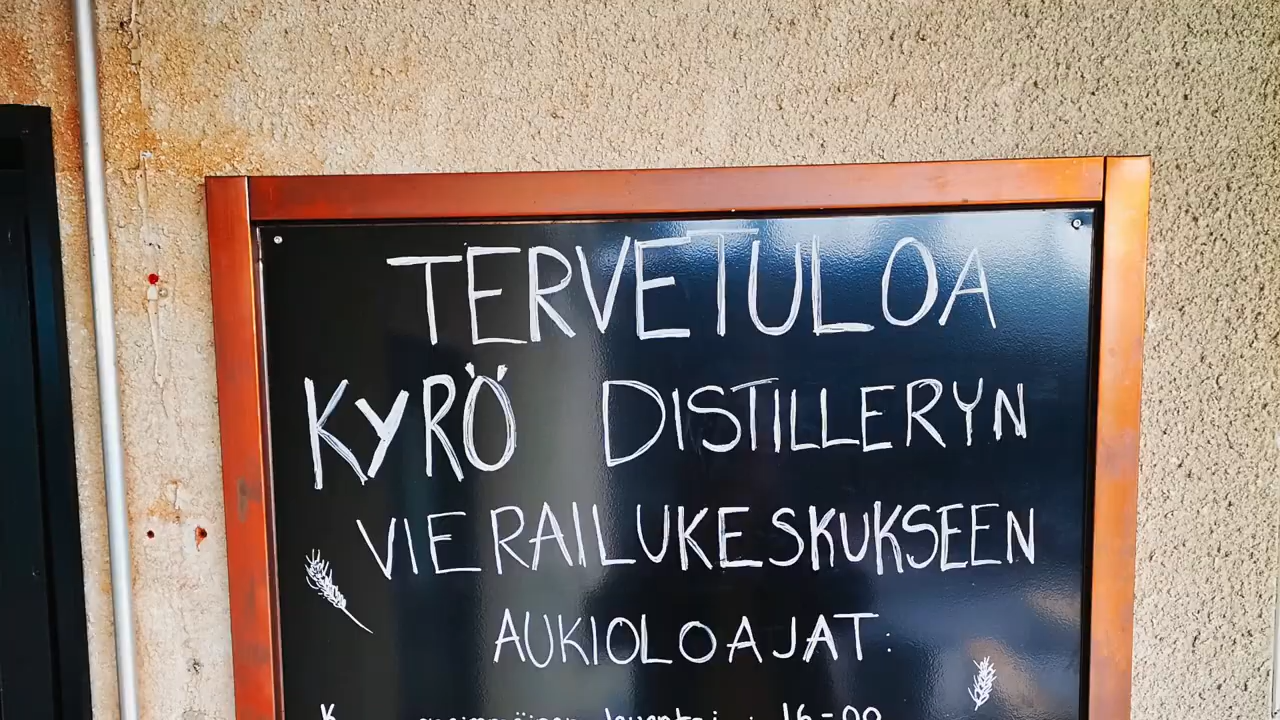 TERVETULOA
KYRÖ DISTILLERYN
VIERAILUKESKUKSEEN
AUKIOLOAJAT: